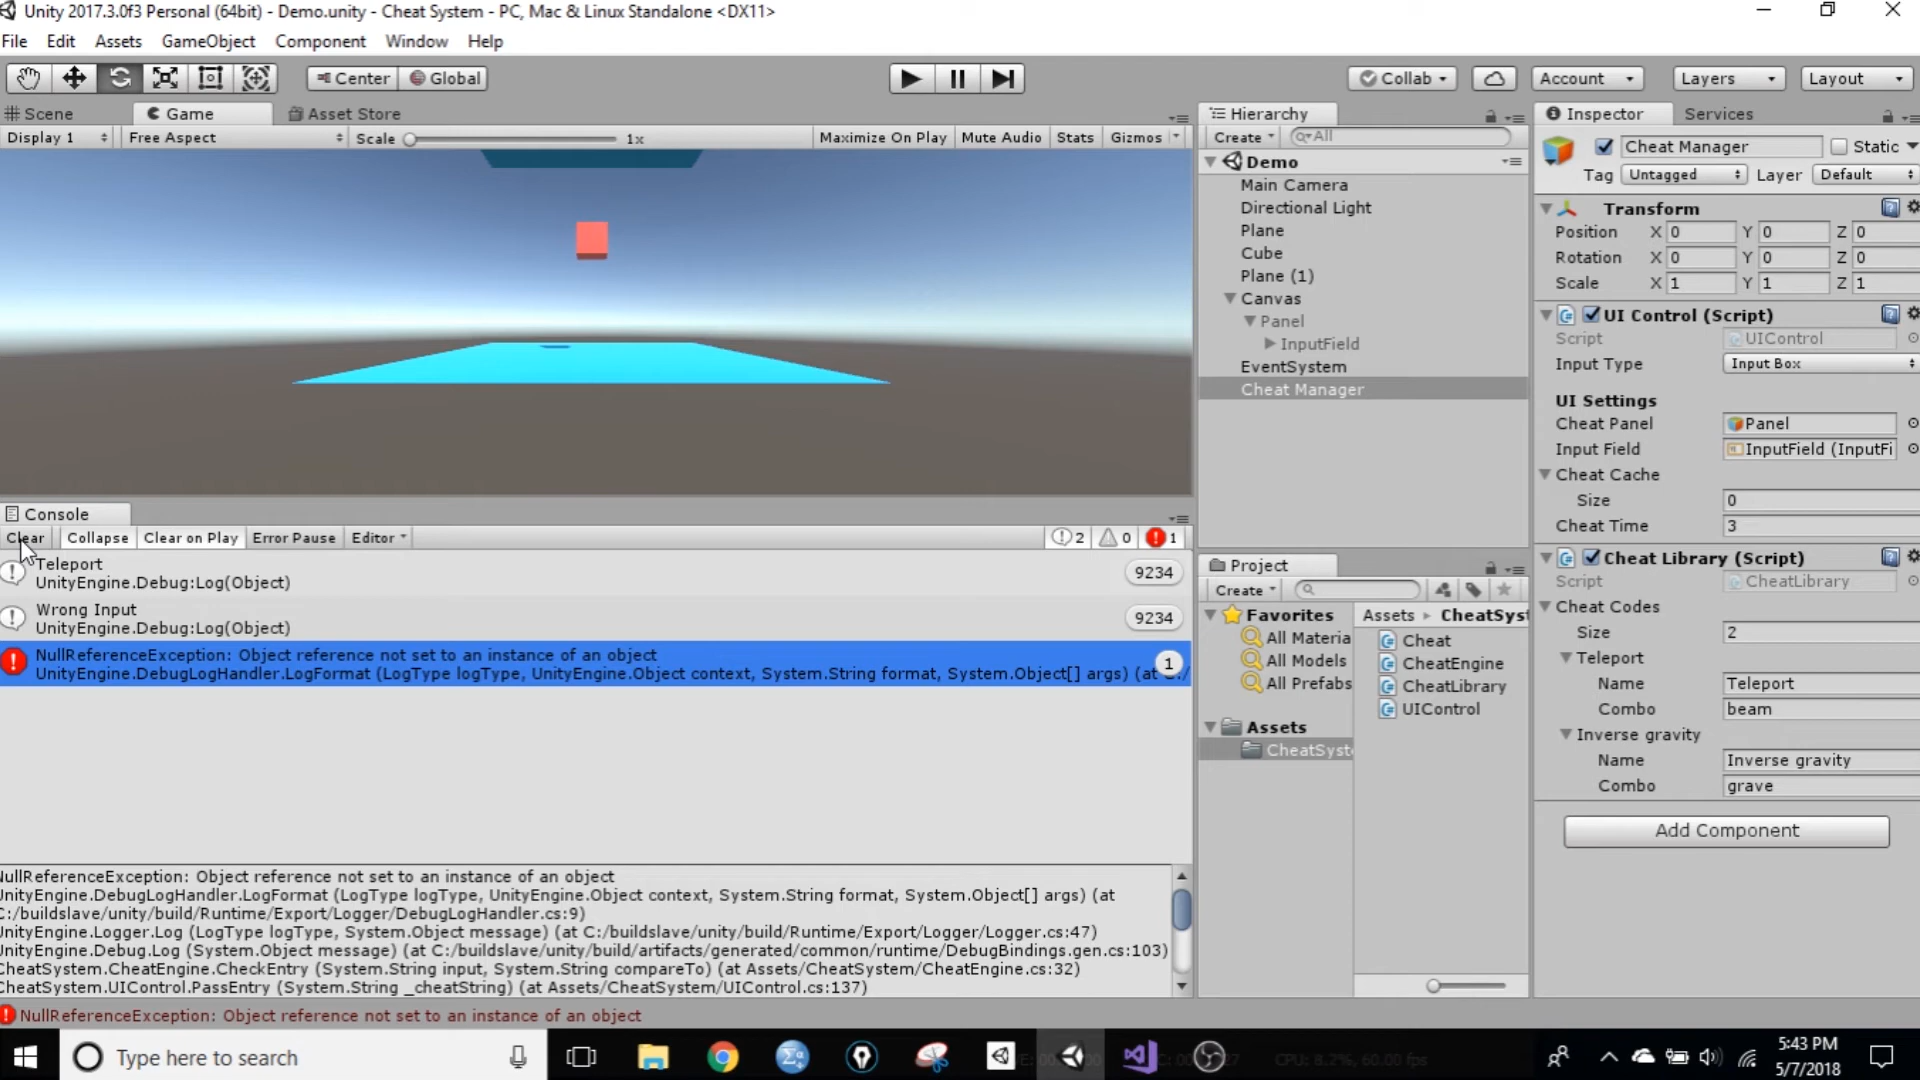 Unity 2017.3.0f3 Personal (64bit) - Demo.unity - Cheat System - PC, Mac & Linux Standalone <DX11>
File Edit Assets GameObject Component Window Help
Center Global Collab Account Layers Layout
Scene Game Asset Store
Display 1 Free Aspect Scale 1x Maximize On Play Mute Audio Stats Gizmos
Hierarchy
Create All
Demo
Main Camera
Directional Light
Plane
Cube
Plane (1)
Canvas
Panel
InputField
EventSystem
Cheat Manager
Inspector Services
Cheat Manager Static
Tag Untagged Layer Default
Transform
Position X 0 Y 0 Z 0
Rotation X 0 Y 0 Z 0
Scale X 1 Y 1 Z 1
UI Control (Script)
Script UIControl
Input Type Input Box
UI Settings
Cheat Panel Panel
Input Field InputField (InputFi
Cheat Cache
Size 0
Cheat Time 3
Cheat Library (Script)
Script CheatLibrary
Cheat Codes
Size 2
Teleport
Name Teleport
Combo beam
Inverse gravity
Name Inverse gravity
Combo grave
Add Component
Console
Clear Collapse Clear on Play Error Pause Editor 2 0 1
Teleport
UnityEngine.Debug:Log(Object) 9234
Wrong Input
UnityEngine.Debug:Log(Object) 9234
NullReferenceException: Object reference not set to an instance of an object
UnityEngine.DebugLogHandler.LogFormat (LogType logType, UnityEngine.Object context, System.String format, System.Object[] args) (at 1
NullReferenceException: Object reference not set to an instance of an object
UnityEngine.DebugLogHandler.LogFormat (LogType logType, UnityEngine.Object context, System.String format, System.Object[] args) (at
C:/buildslave/unity/build/Runtime/Export/Logger/DebugLogHandler.cs:9)
UnityEngine.Logger.Log (LogType logType, System.Object message) (at C:/buildslave/unity/build/Runtime/Export/Logger/Logger.cs:47)
UnityEngine.Debug.Log (System.Object message) (at C:/buildslave/unity/build/artifacts/generated/common/runtime/DebugBindings.gen.cs:103)
CheatSystem.CheatEngine.CheckEntry (System.String input, System.String compareTo) (at Assets/CheatSystem/CheatEngine.cs:32)
CheatSystem.UIControl.PassEntry (System.String _cheatString) (at Assets/CheatSystem/UIControl.cs:137)
NullReferenceException: Object reference not set to an instance of an object
Project
Create
Favorites
All Materia
All Models
All Prefabs
Assets
CheatSyste
Assets CheatSyst
Cheat
CheatEngine
CheatLibrary
UIControl
Type here to search
CPU: 8.2%, 60.00 fps
5:43 PM
5/7/2018